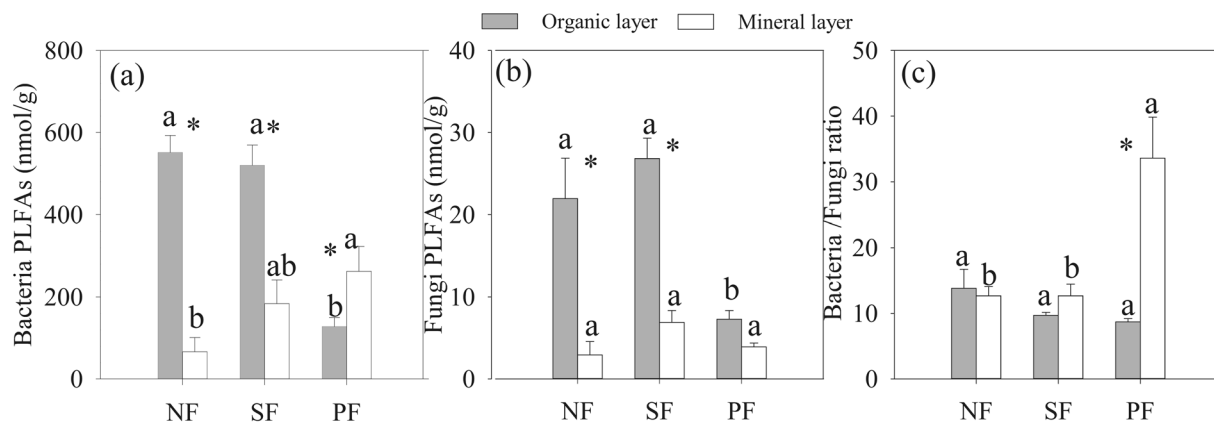 Organic layer Mineral layer
(a)
Bacteria PLFAs (nmol/g)
800
600
400
200
0
a * a * * a
b ab b
NF SF PF
(b)
Fungi PLFAs (nmol/g)
40
30
20
10
0
a * a *
a a b a
NF SF PF
(c)
Bacteria /Fungi ratio
50
40
30
20
10
0
a b a b a * a
NF SF PF